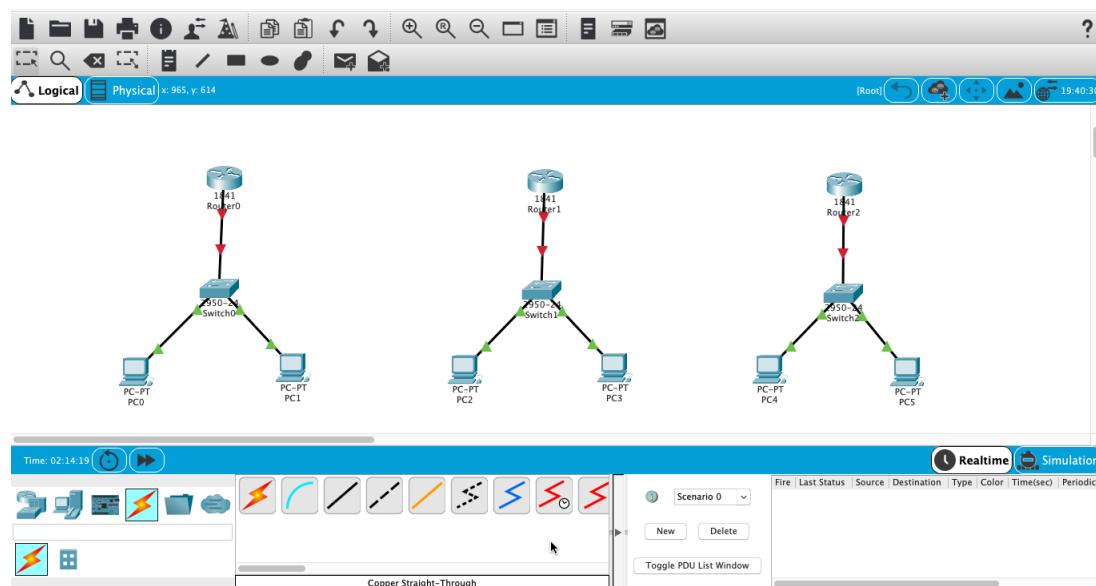 ?
Logical
Physical
x: 965, y: 614
[Root]
19:40:30
1841
Router0
1841
Router1
1841
Router2
2950-24
Switch0
2950-24
Switch1
2950-24
Switch2
PC-PT
PC0
PC-PT
PC1
PC-PT
PC2
PC-PT
PC3
PC-PT
PC4
PC-PT
PC5
Time: 02:14:19
Realtime
Simulation
Scenario 0
New
Delete
Toggle PDU List Window
Fire Last Status Source Destination Type Color Time(sec) Periodic
Copper Straight-Through